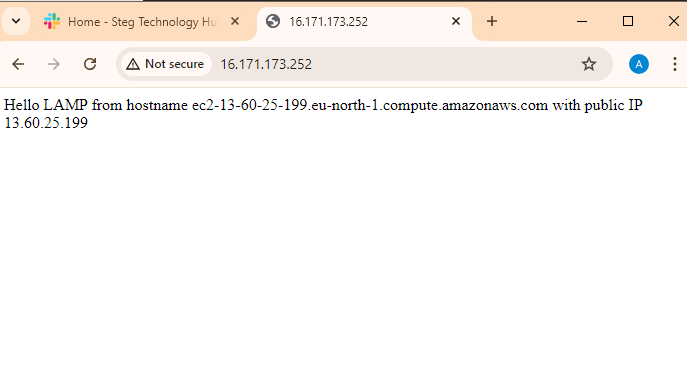 Home - Steg Technology Hu
16.171.173.252
Not secure
16.171.173.252
A
Hello LAMP from hostname ec2-13-60-25-199.eu-north-1.compute.amazonaws.com with public IP
13.60.25.199